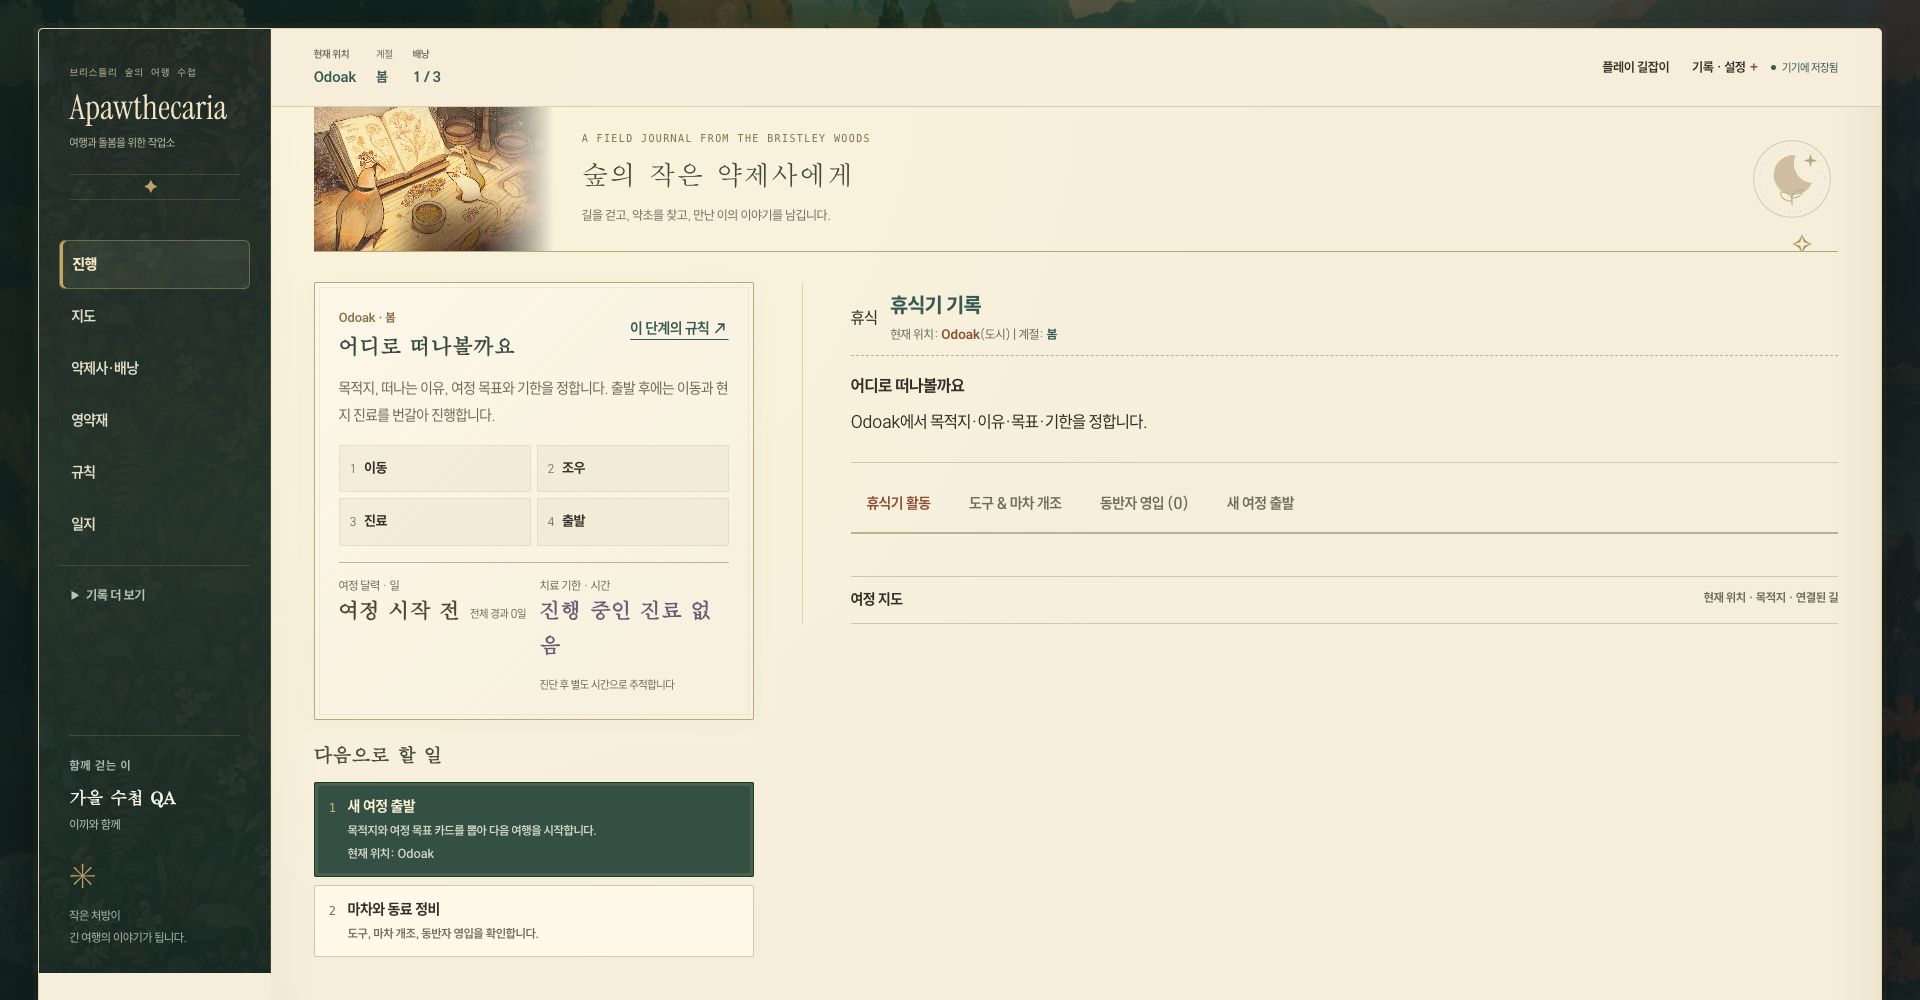 브리스틀리 숲의 여행 수첩
Apawthecaria
여행과 돌봄을 위한 작업소
진행
지도
약제사·배낭
영약재
규칙
일지
▶ 기록 더 보기
함께 걷는 이
가을 수첩 QA
이끼와 함께
작은 처방이
긴 여행의 이야기가 됩니다.
현재 위치 계절 배낭
Odoak 봄 1 / 3
플레이 길잡이 기록 · 설정 + 기기에 저장됨
A FIELD JOURNAL FROM THE BRISTLEY WOODS
숲의 작은 약제사에게
길을 걷고, 약초를 찾고, 만난 이의 이야기를 남깁니다.
Odoak · 봄
어디로 떠나볼까요
이 단계의 규칙 ↗
목적지, 떠나는 이유, 여정 목표와 기한을 정합니다. 출발 후에는 이동과 현
지 진료를 번갈아 진행합니다.
1 이동
2 조우
3 진료
4 출발
여정 달력 · 일
여정 시작 전 전체 경과 0일
치료 기한 · 시간
진행 중인 진료 없
음
진단 후 별도 시간으로 추적합니다
다음으로 할 일
1 새 여정 출발
목적지와 여정 목표 카드를 뽑아 다음 여행을 시작합니다.
현재 위치: Odoak
2 마차와 동료 정비
도구, 마차 개조, 동반자 영입을 확인합니다.
휴식
휴식기 기록
현재 위치: Odoak(도시) | 계절: 봄
어디로 떠나볼까요
Odoak에서 목적지·이유·목표·기한을 정합니다.
휴식기 활동 도구 & 마차 개조 동반자 영입 (0) 새 여정 출발
여정 지도
현재 위치 · 목적지 · 연결된 길